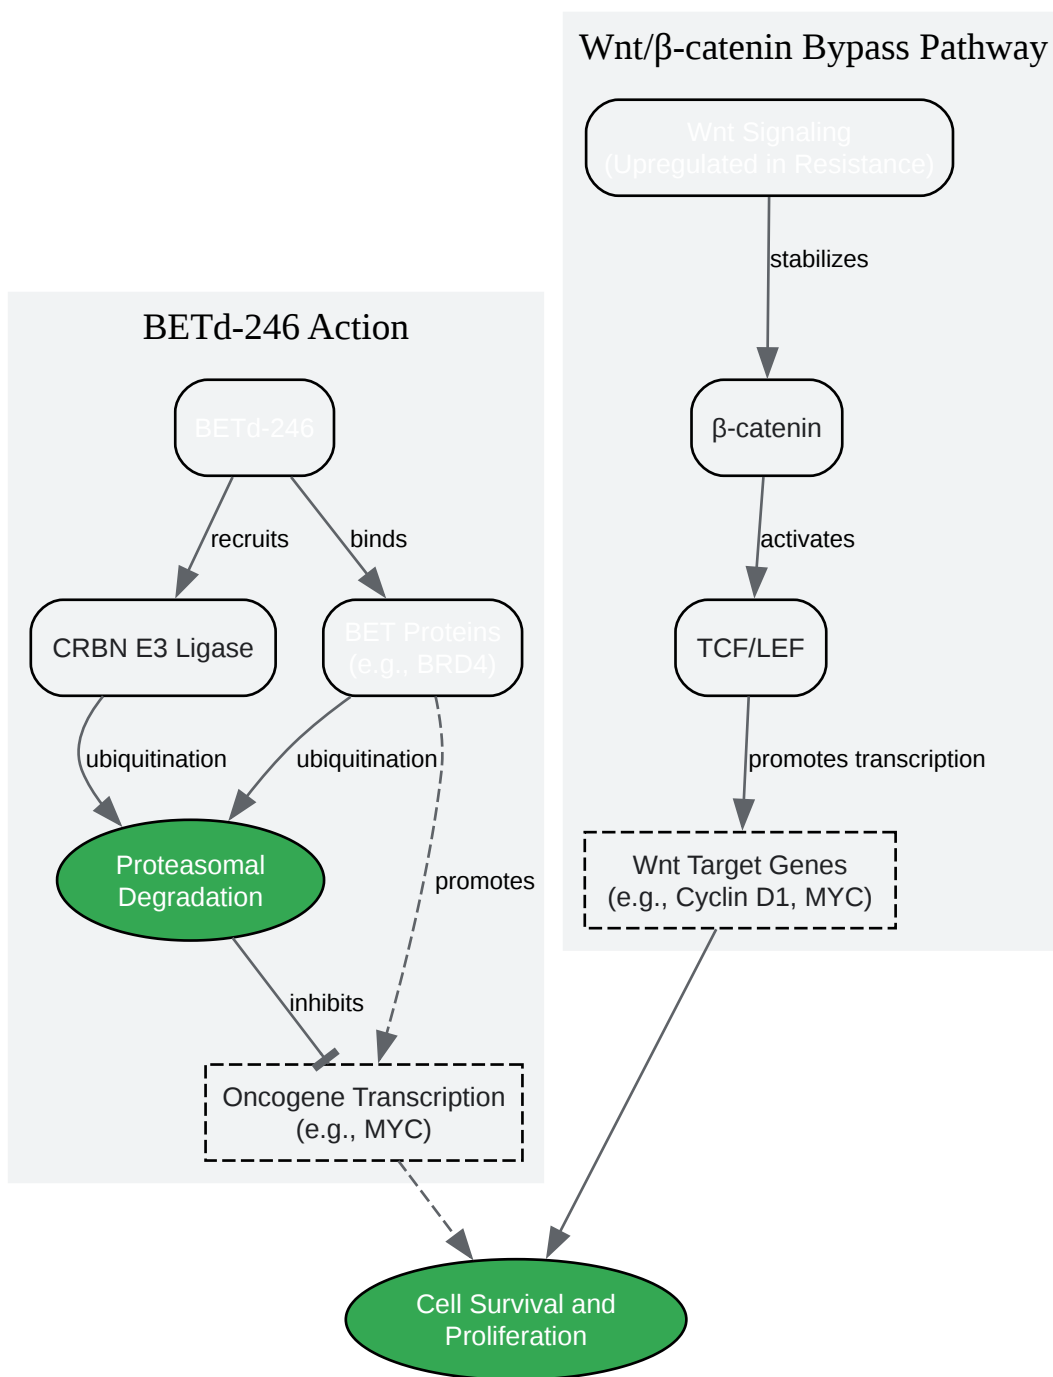 Wnt/β-catenin Bypass Pathway
Wnt Signaling
(Upregulated in Resistance)
stabilizes
β-catenin
activates
TCF/LEF
promotes transcription
Wnt Target Genes
(e.g., Cyclin D1, MYC)
BETd-246 Action
BETd-246
recruits
binds
CRBN E3 Ligase
BET Proteins
(e.g., BRD4)
ubiquitination
ubiquitination
Proteasomal
Degradation
promotes
inhibits
Oncogene Transcription
(e.g., MYC)
Cell Survival and
Proliferation